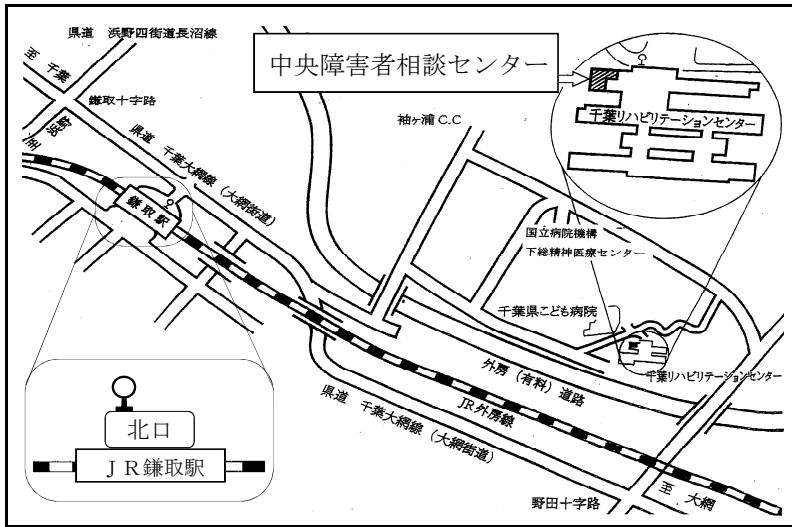 県道 浜野四街道長沼線
至 千葉
鎌取十字路
中央障害者相談センター
千葉リハビリテーションセンター
袖ヶ浦C.C
県道 千葉大網線(大網街道)
鎌取駅
国立病院機構
下総精神医療センター
千葉県こども病院
千葉リハビリテーションセンター
外房(有料)道路
JR外房線
県道 千葉大網線(大網街道)
北口
JR鎌取駅
野田十字路
至 大網